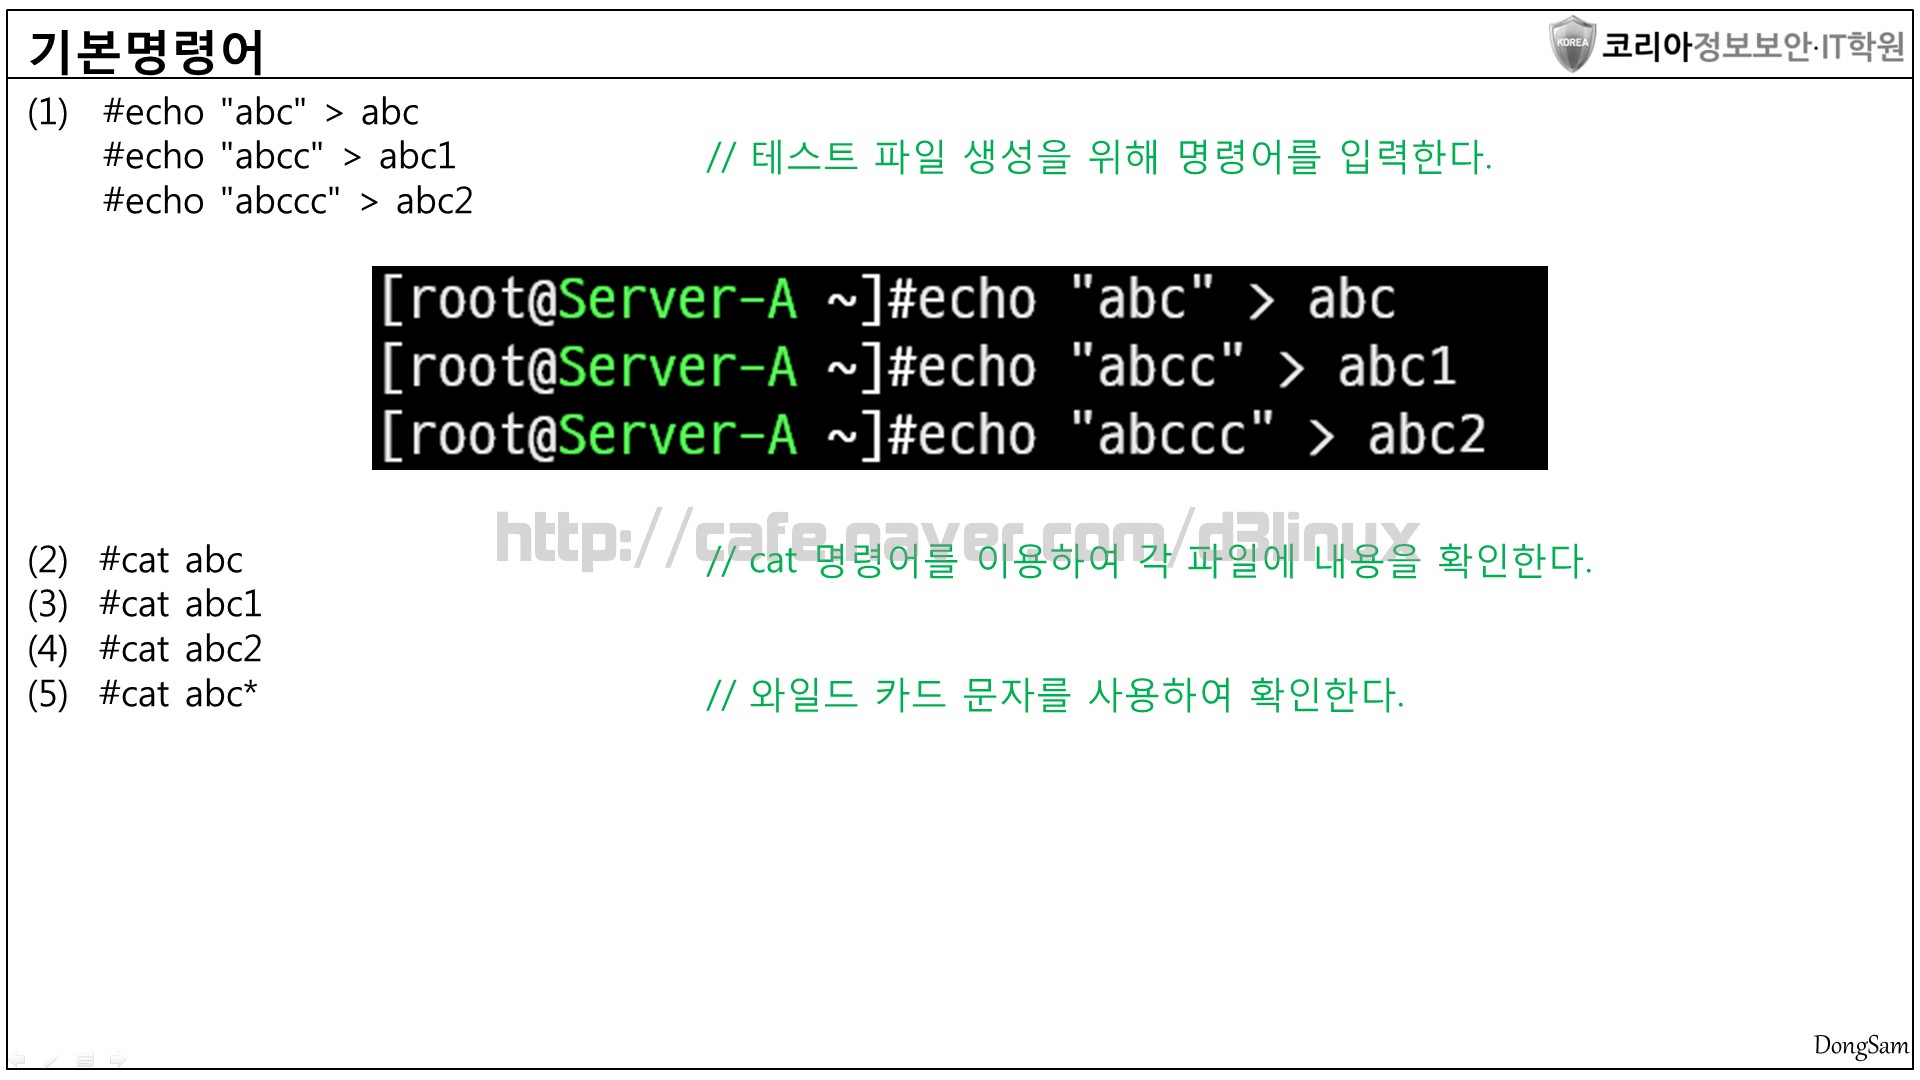 기본명령어
KOREA 코리아정보보안·IT학원
(1) #echo "abc" > abc
#echo "abcc" > abc1 // 테스트 파일 생성을 위해 명령어를 입력한다.
#echo "abccc" > abc2
[root@Server-A ~]#echo "abc" > abc
[root@Server-A ~]#echo "abcc" > abc1
[root@Server-A ~]#echo "abccc" > abc2
http://cafe.naver.com/d3linux
(2) #cat abc // cat 명령어를 이용하여 각 파일에 내용을 확인한다.
(3) #cat abc1
(4) #cat abc2
(5) #cat abc* // 와일드 카드 문자를 사용하여 확인한다.
DongSam